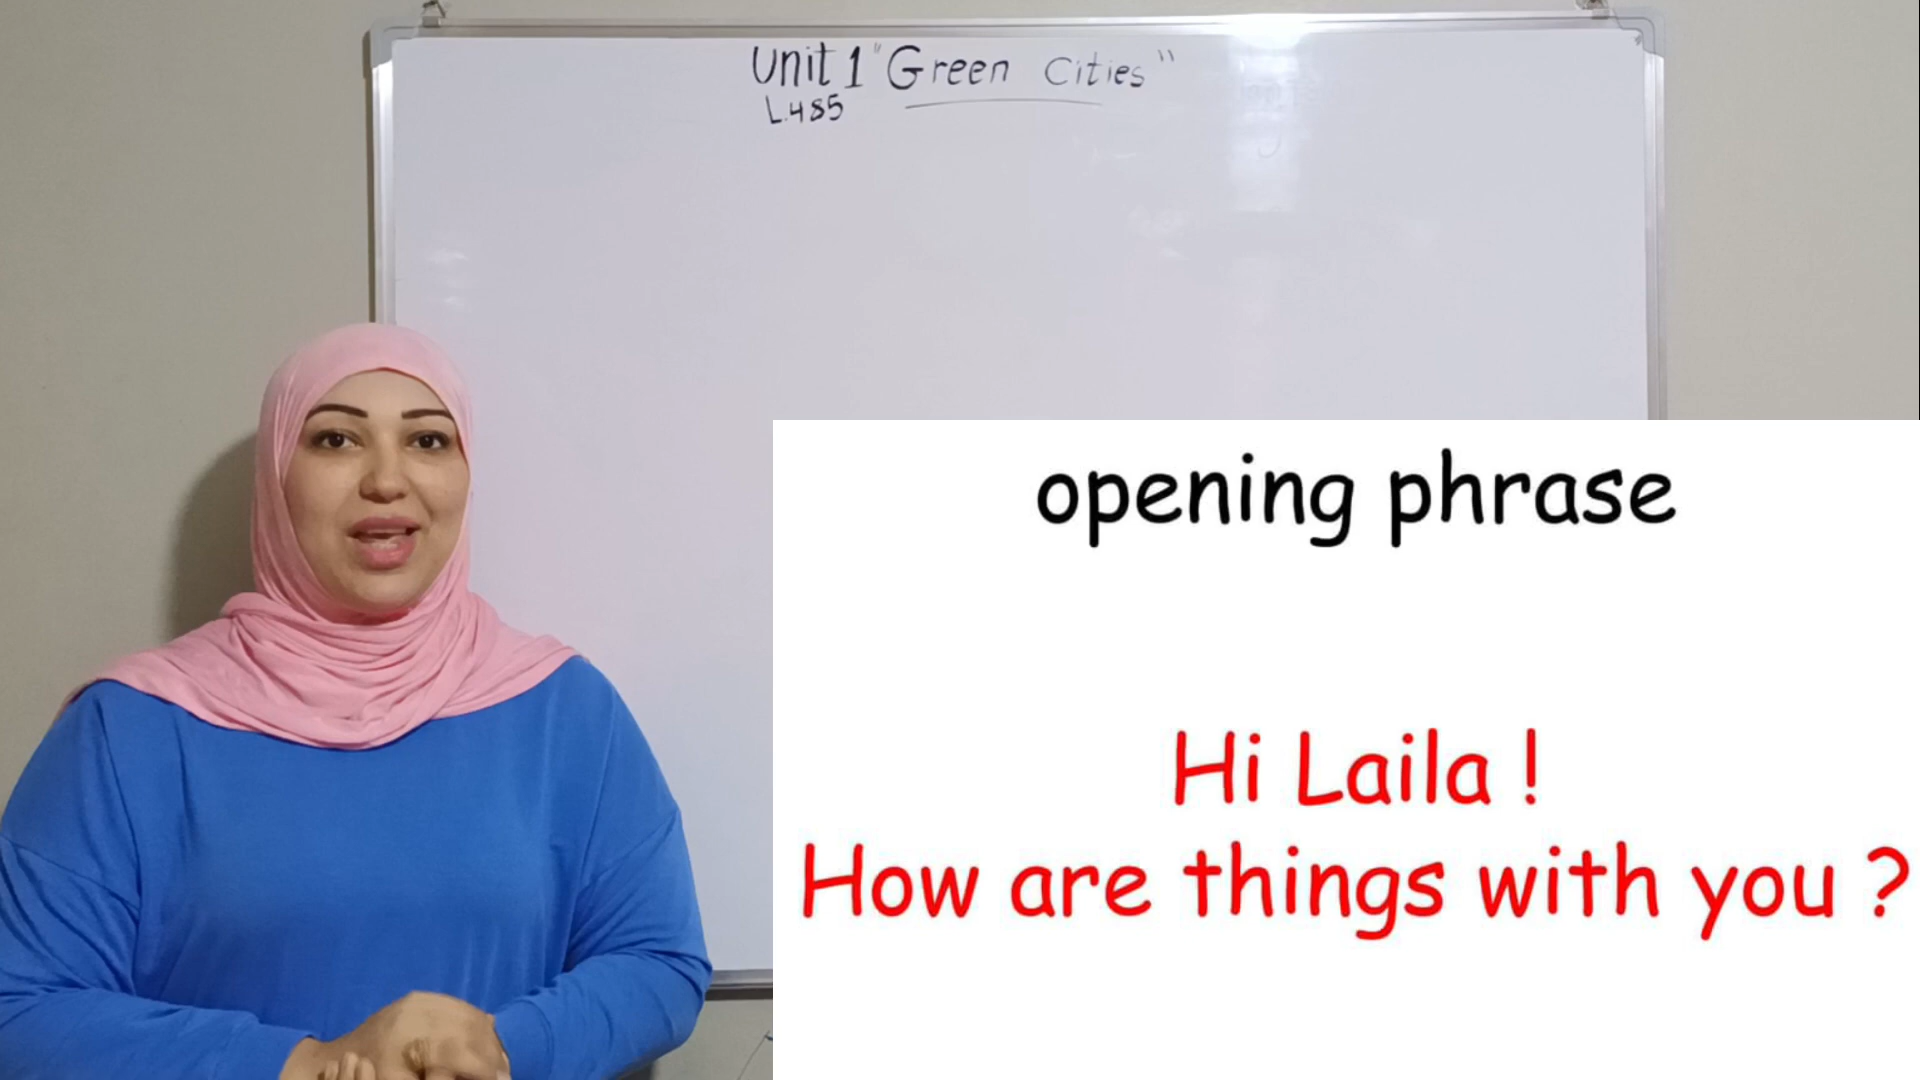 Unit 1 "Green Cities"
L.4&5
opening phrase
Hi Laila !
How are things with you ?